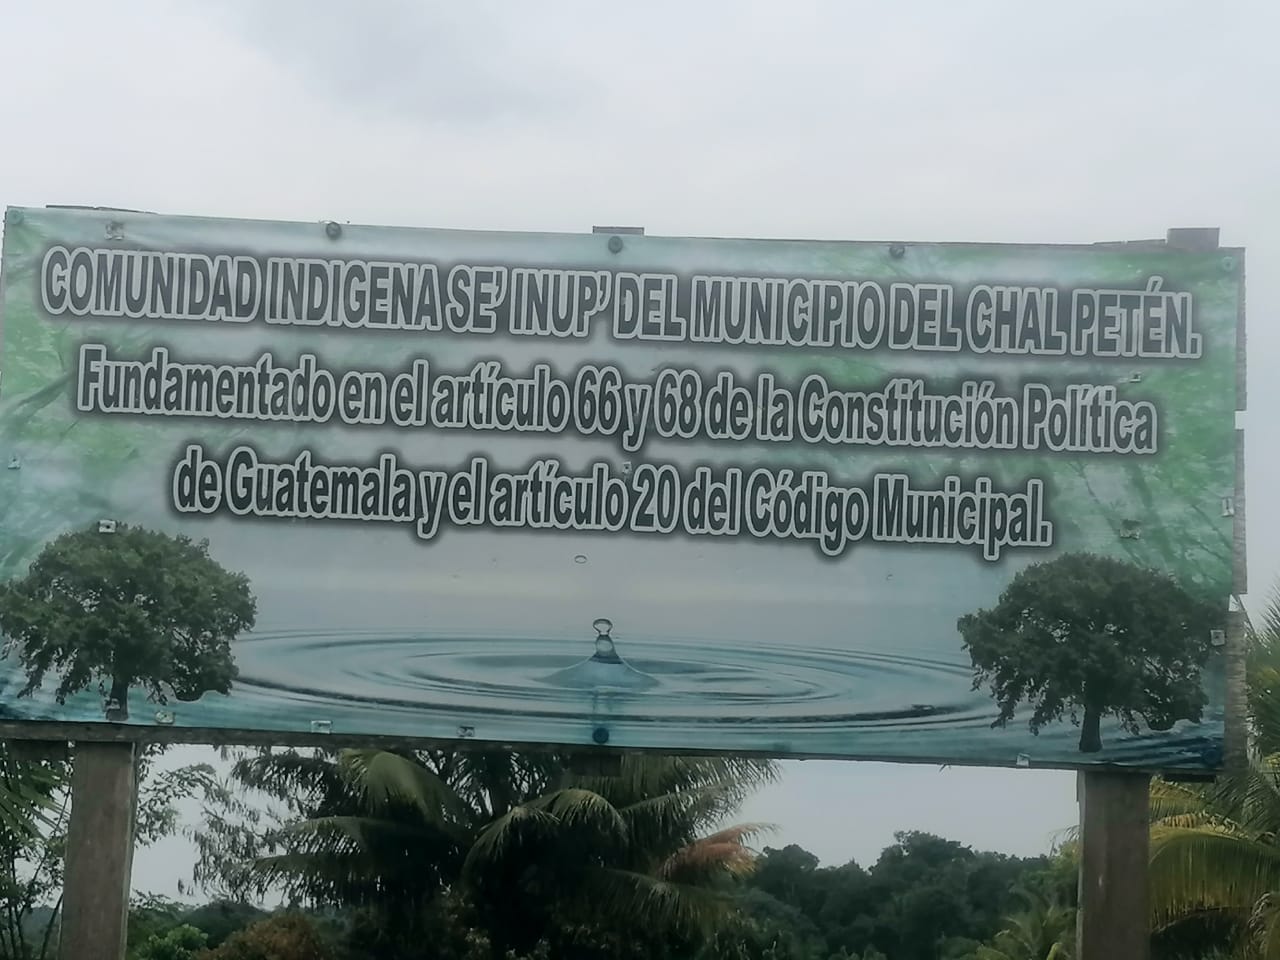 COMUNIDAD INDIGENA SE' INUP' DEL MUNICIPIO DEL CHAL PETÉN.
Fundamentado en el artículo 66 y 68 de la Constitución Política
de Guatemala y el artículo 20 del Código Municipal.